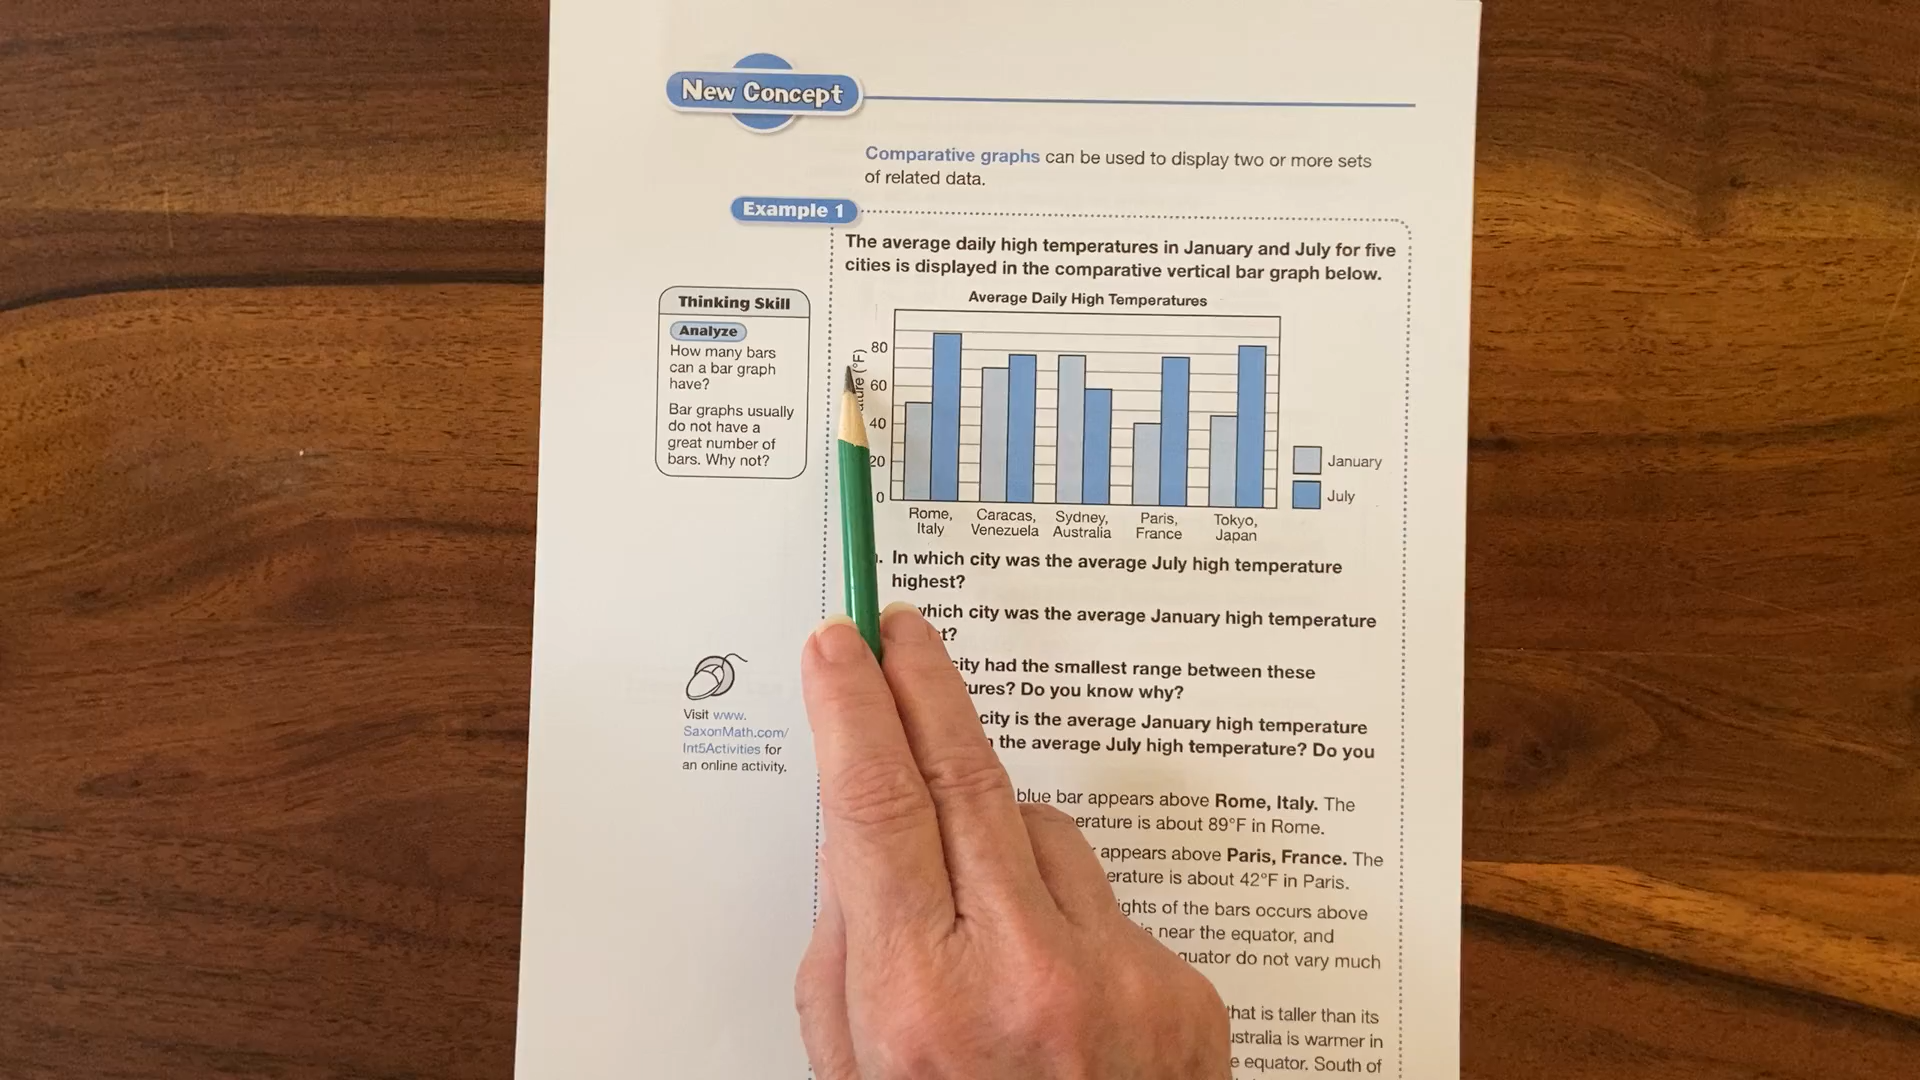 New Concept
Comparative graphs can be used to display two or more sets
of related data.
Example 1
The average daily high temperatures in January and July for five
cities is displayed in the comparative vertical bar graph below.
Thinking Skill
Analyze
How many bars
can a bar graph
have?
Bar graphs usually
do not have a
great number of
bars. Why not?
Average Daily High Temperatures
(°F)
80
60
40
20
0
January
July
Rome,
Italy
Caracas,
Venezuela
Sydney,
Australia
Paris,
France
Tokyo,
Japan
In which city was the average July high temperature
highest?
which city was the average January high temperature
city had the smallest range between these
Do you know why?
city is the average January high temperature
the average July high temperature? Do you
Visit www.
SaxonMath.com/
Int5Activities for
an online activity.
blue bar appears above Rome, Italy. The
is about 89°F in Rome.
appears above Paris, France. The
is about 42°F in Paris.
of the bars occurs above
near the equator, and
do not vary much
that is taller than its
is warmer in
equator. South of